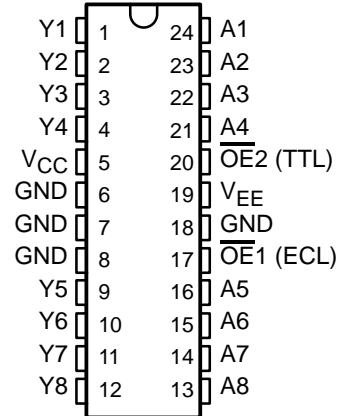 Y1 1 24 A1
Y2 2 23 A2
Y3 3 22 A3
Y4 4 21 A4
VCC 5 20 OE2 (TTL)
GND 6 19 VEE
GND 7 18 GND
GND 8 17 OE1 (ECL)
Y5 9 16 A5
Y6 10 15 A6
Y7 11 14 A7
Y8 12 13 A8